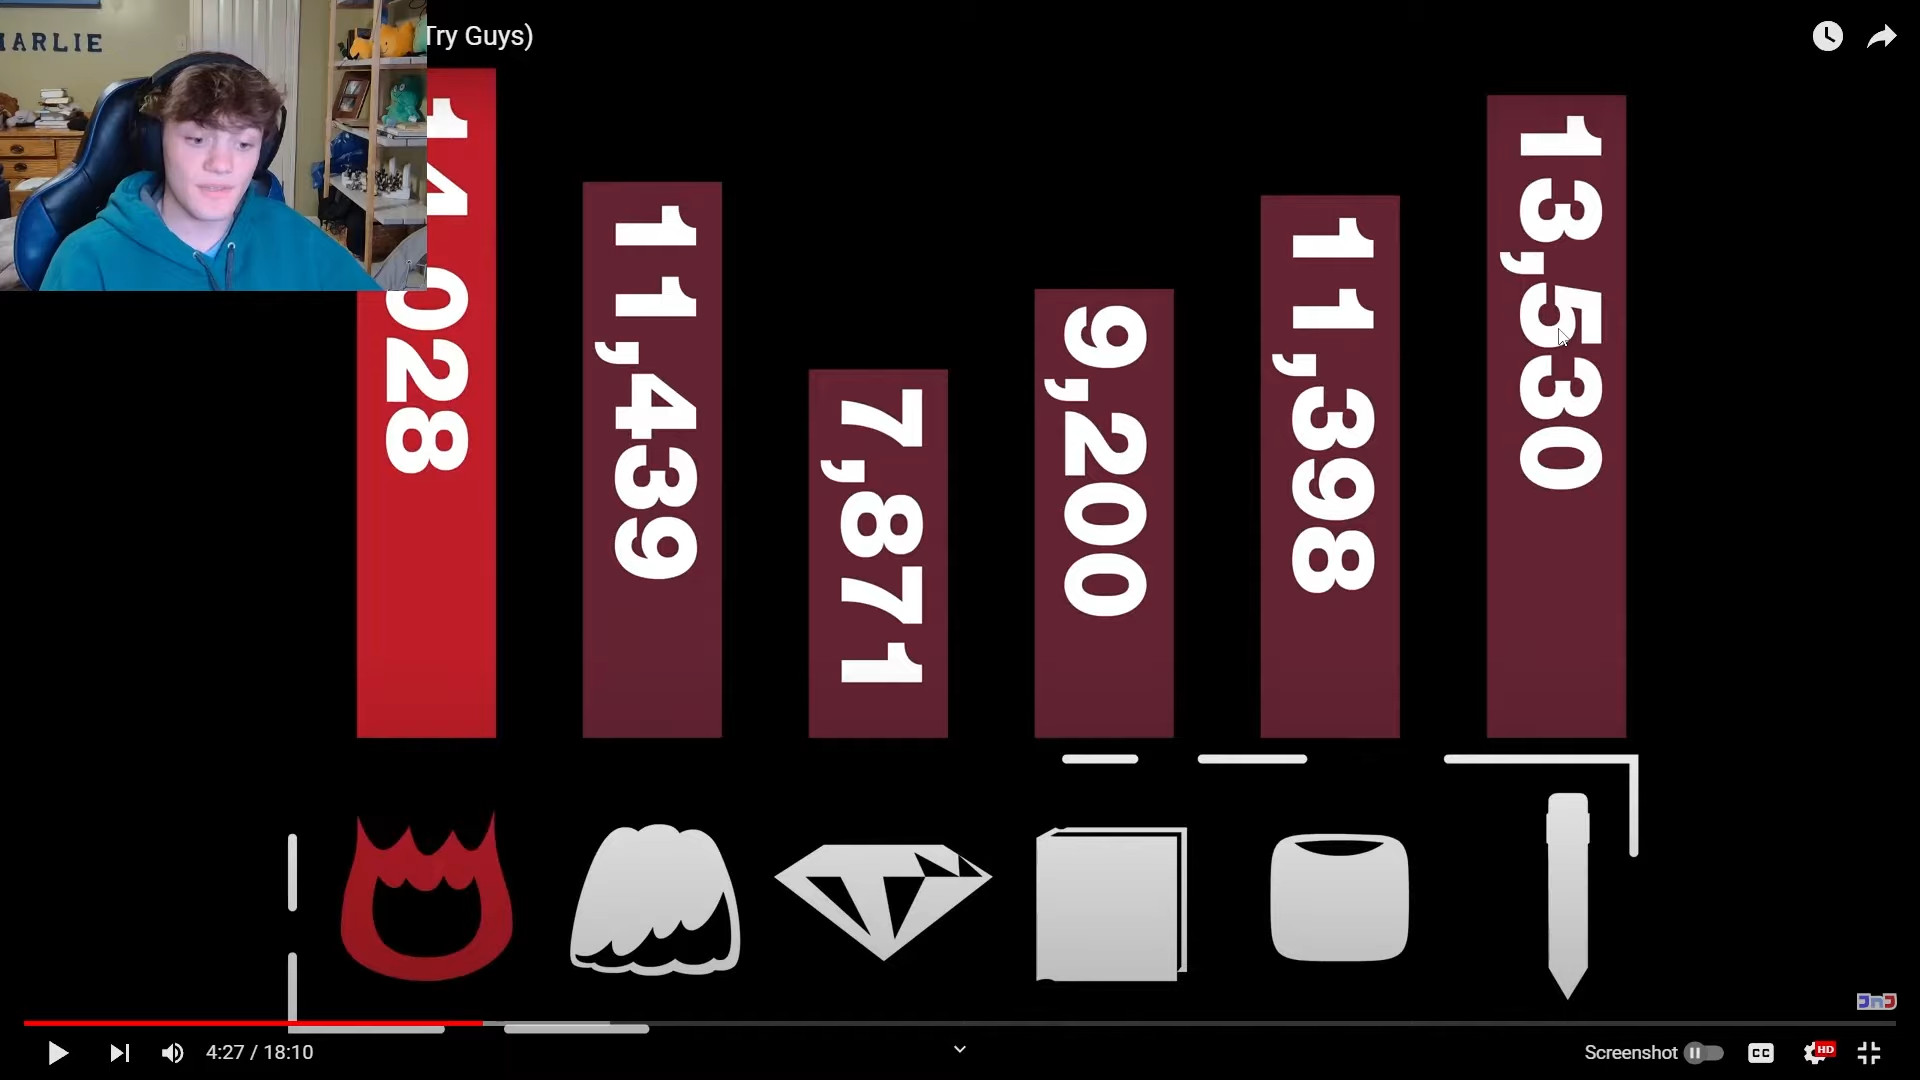 ARLIE
Try Guys)
028
11,439
7,871
9,200
11,398
13,530
4:27 / 18:10
Screenshot
CC
HD